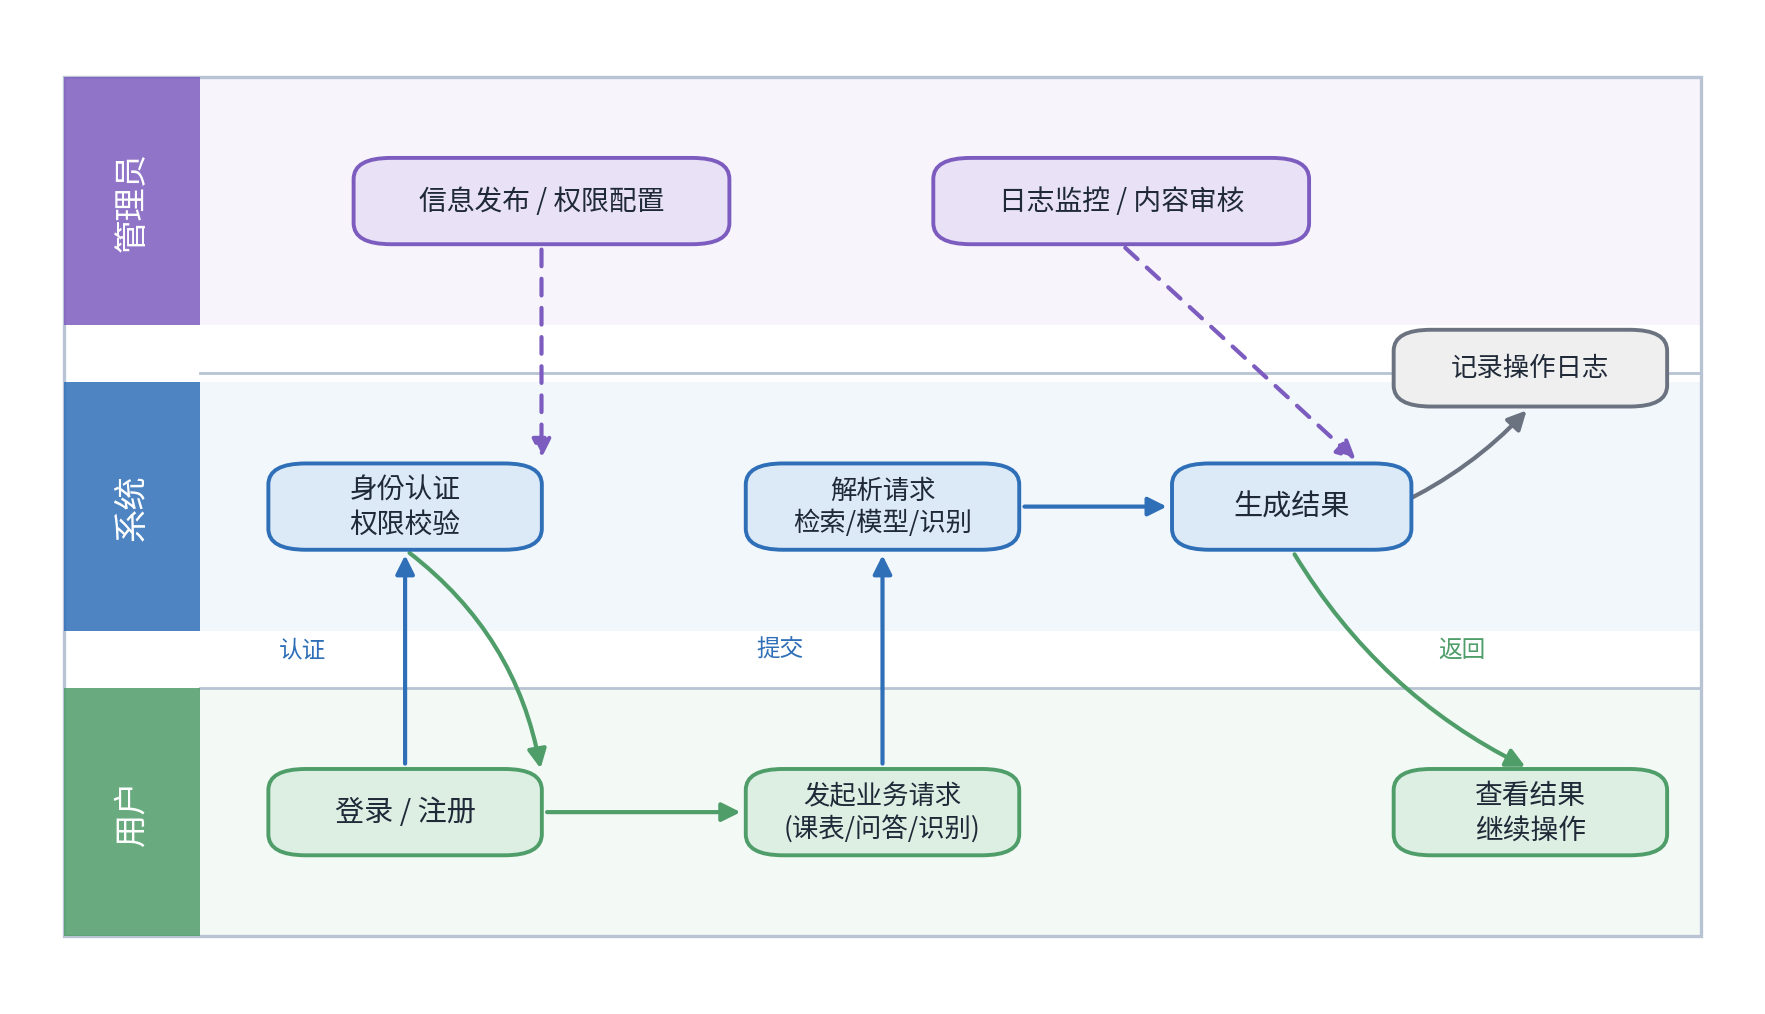 管理员
信息发布 / 权限配置
日志监控 / 内容审核
记录操作日志
系统
身份认证
权限校验
解析请求
检索/模型/识别
生成结果
认证
提交
返回
用户
登录 / 注册
发起业务请求
(课表/问答/识别)
查看结果
继续操作